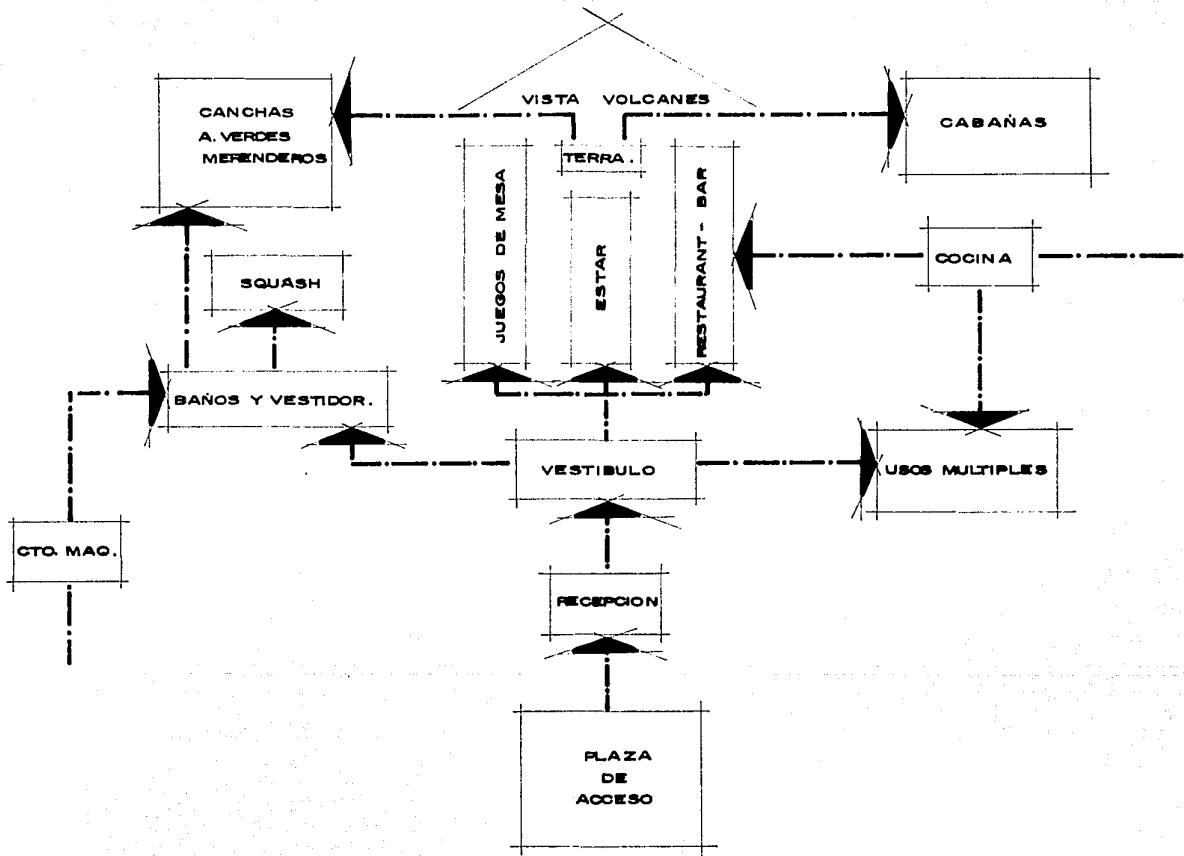 VISTA VOLCANES
CANCHAS
A. VERDES
MERENDEROS
TERRA.
CABAÑAS
JUEGOS DE MESA
ESTAR
RESTAURANT- BAR
COCINA
SQUASH
BAÑOS Y VESTIDOR.
VESTIBULO
USOS MULTIPLES
CTO. MAQ.
RECEPCION
PLAZA
DE
ACCESO